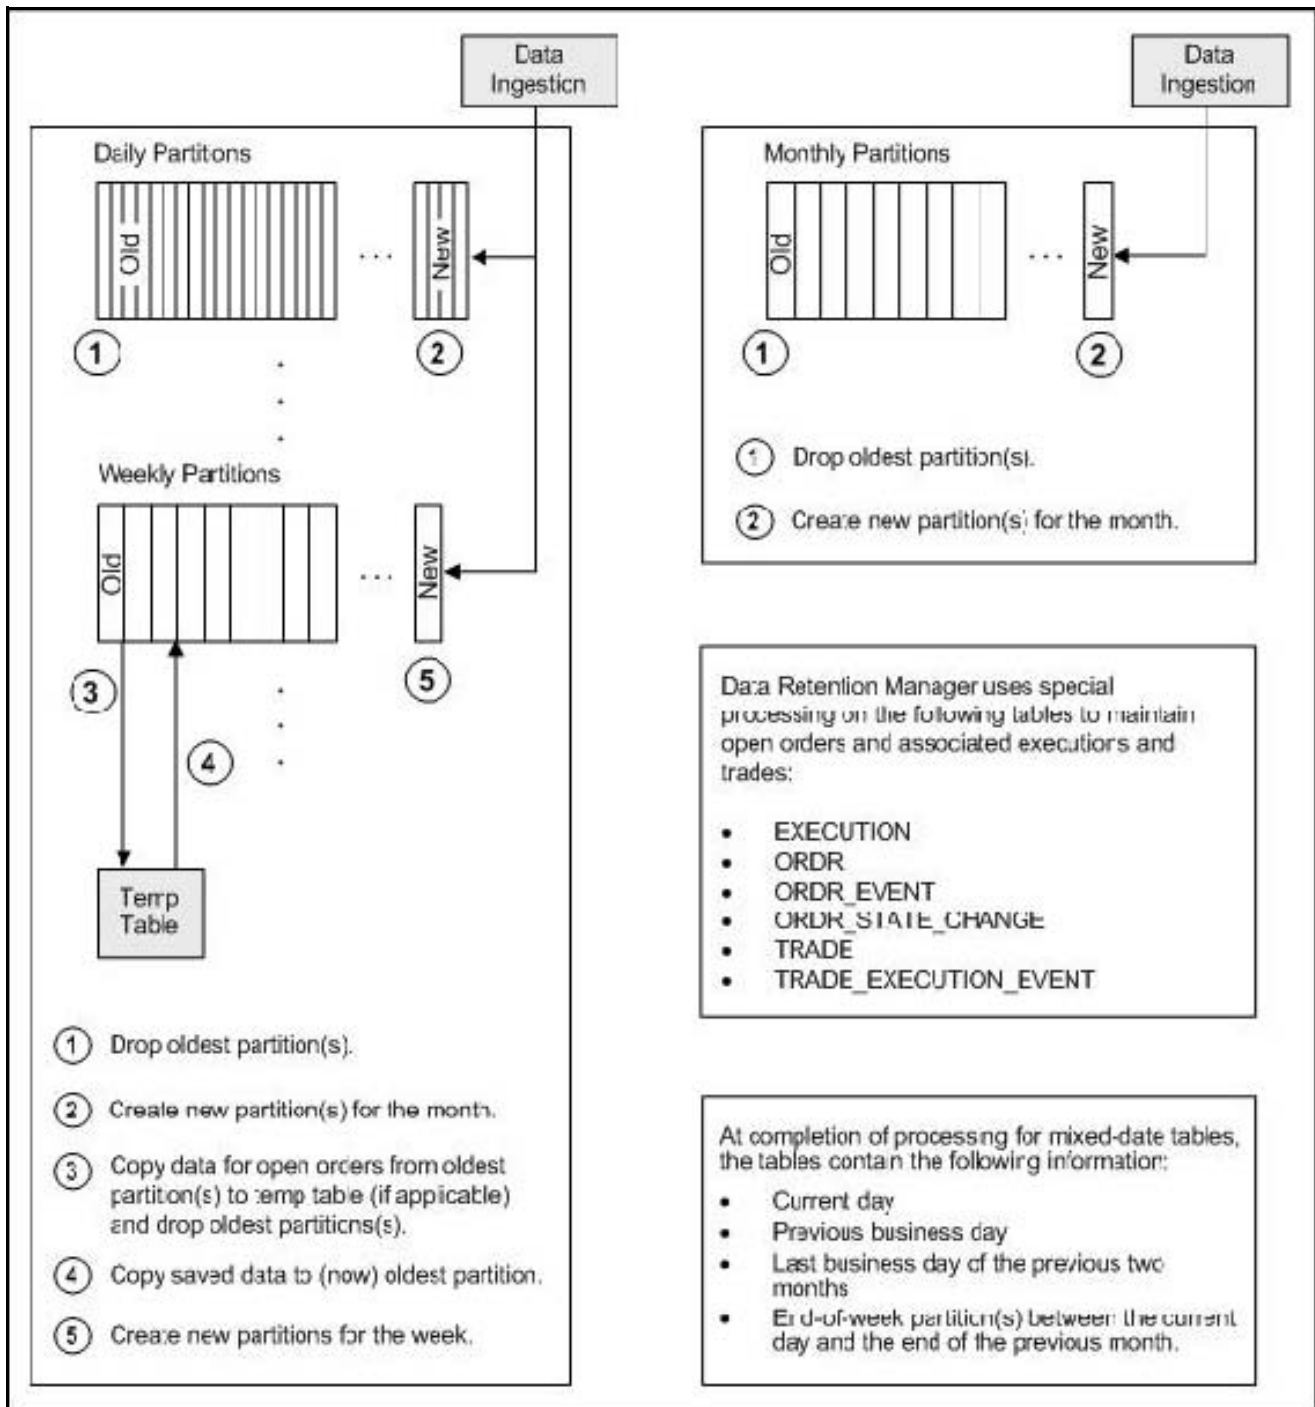 Data
Ingestion
Daily Partitions
Old
. . .
New
1
2
Weekly Partitions
Old
. . .
New
3
4
5
Temp
Table
1 Drop oldest partition(s).
2 Create new partition(s) for the month.
3 Copy data for open orders from oldest
partition(s) to temp table (if applicable)
and drop oldest partitions(s).
4 Copy saved data to (now) oldest partition.
5 Create new partitions for the week.
Data
Ingestion
Monthly Partitions
Old
. . .
New
1
2
1 Drop oldest partition(s).
2 Create new partition(s) for the month.
Data Retention Manager uses special
processing on the following tables to maintain
open orders and associated executions and
trades:
• EXECUTION
• ORDR
• ORDR_EVENT
• ORDR_STATE_CHANGE
• TRADE
• TRADE_EXECUTION_EVENT
At completion of processing for mixed-date tables,
the tables contain the following information:
• Current day
• Previous business day
• Last business day of the previous two
months
• End-of-week partition(s) between the current
day and the end of the previous month.